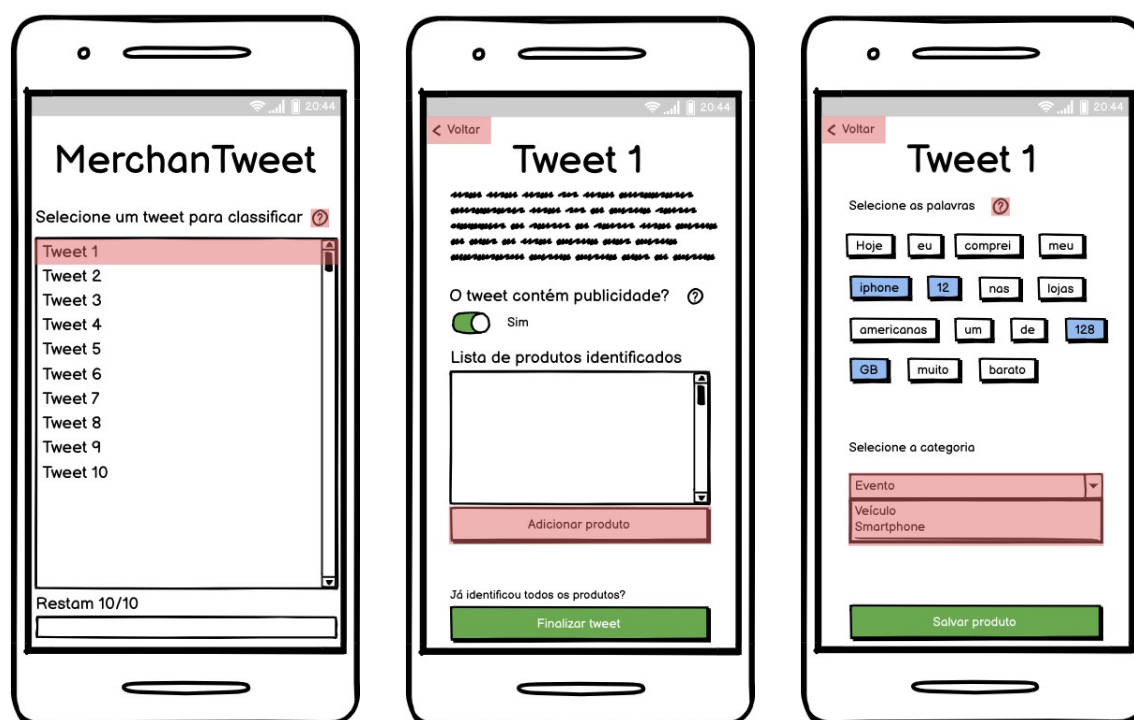 20:44
MerchanTweet
Selecione um tweet para classificar ?
Tweet 1
Tweet 2
Tweet 3
Tweet 4
Tweet 5
Tweet 6
Tweet 7
Tweet 8
Tweet 9
Tweet 10
Restam 10/10
20:44
< Voltar
Tweet 1
O tweet contém publicidade? ?
Sim
Lista de produtos identificados
Adicionar produto
Já identificou todos os produtos?
Finalizar tweet
20:44
< Voltar
Tweet 1
Selecione as palavras ?
Hoje eu comprei meu
iphone 12 nas lojas
americanas um de 128
GB muito barato
Selecione a categoria
Evento
Veículo
Smartphone
Salvar produto